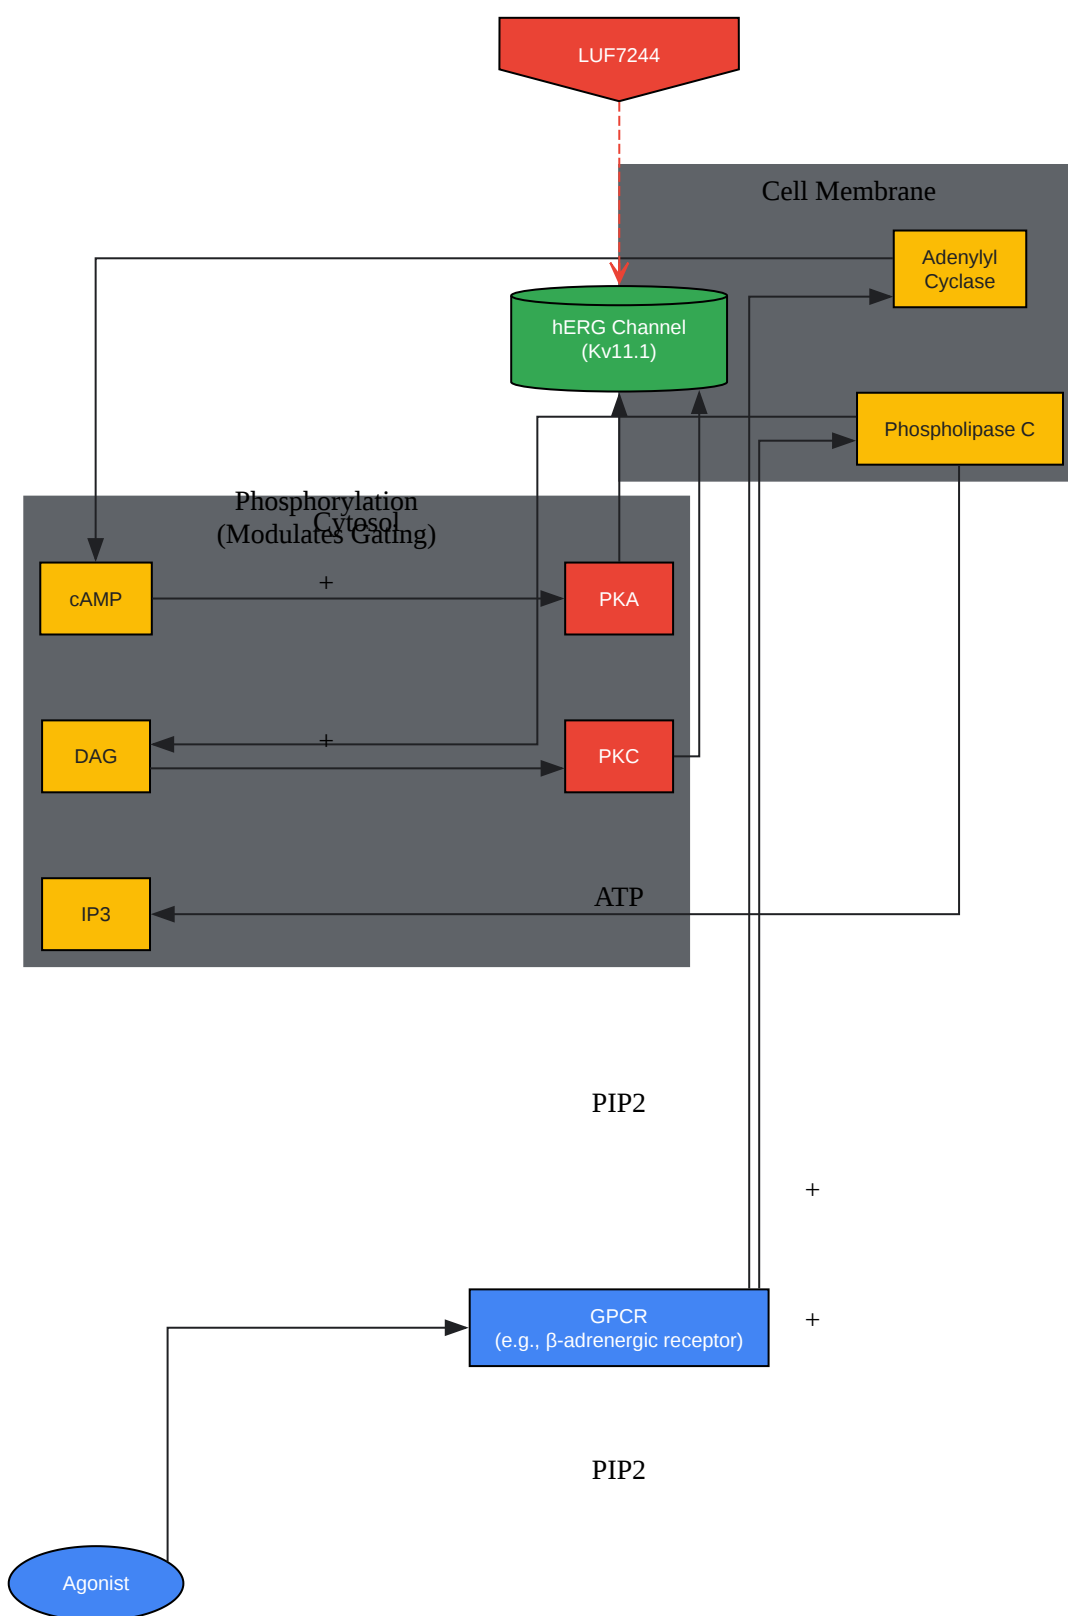 LUF7244
Cell Membrane
Adenylyl
Cyclase
hERG Channel
(Kv11.1)
Phospholipase C
Phosphorylation
(Modulates Gating)
Cytosol
+
cAMP
PKA
+
DAG
PKC
ATP
IP3
PIP2
+
GPCR
(e.g., β-adrenergic receptor)
+
PIP2
Agonist